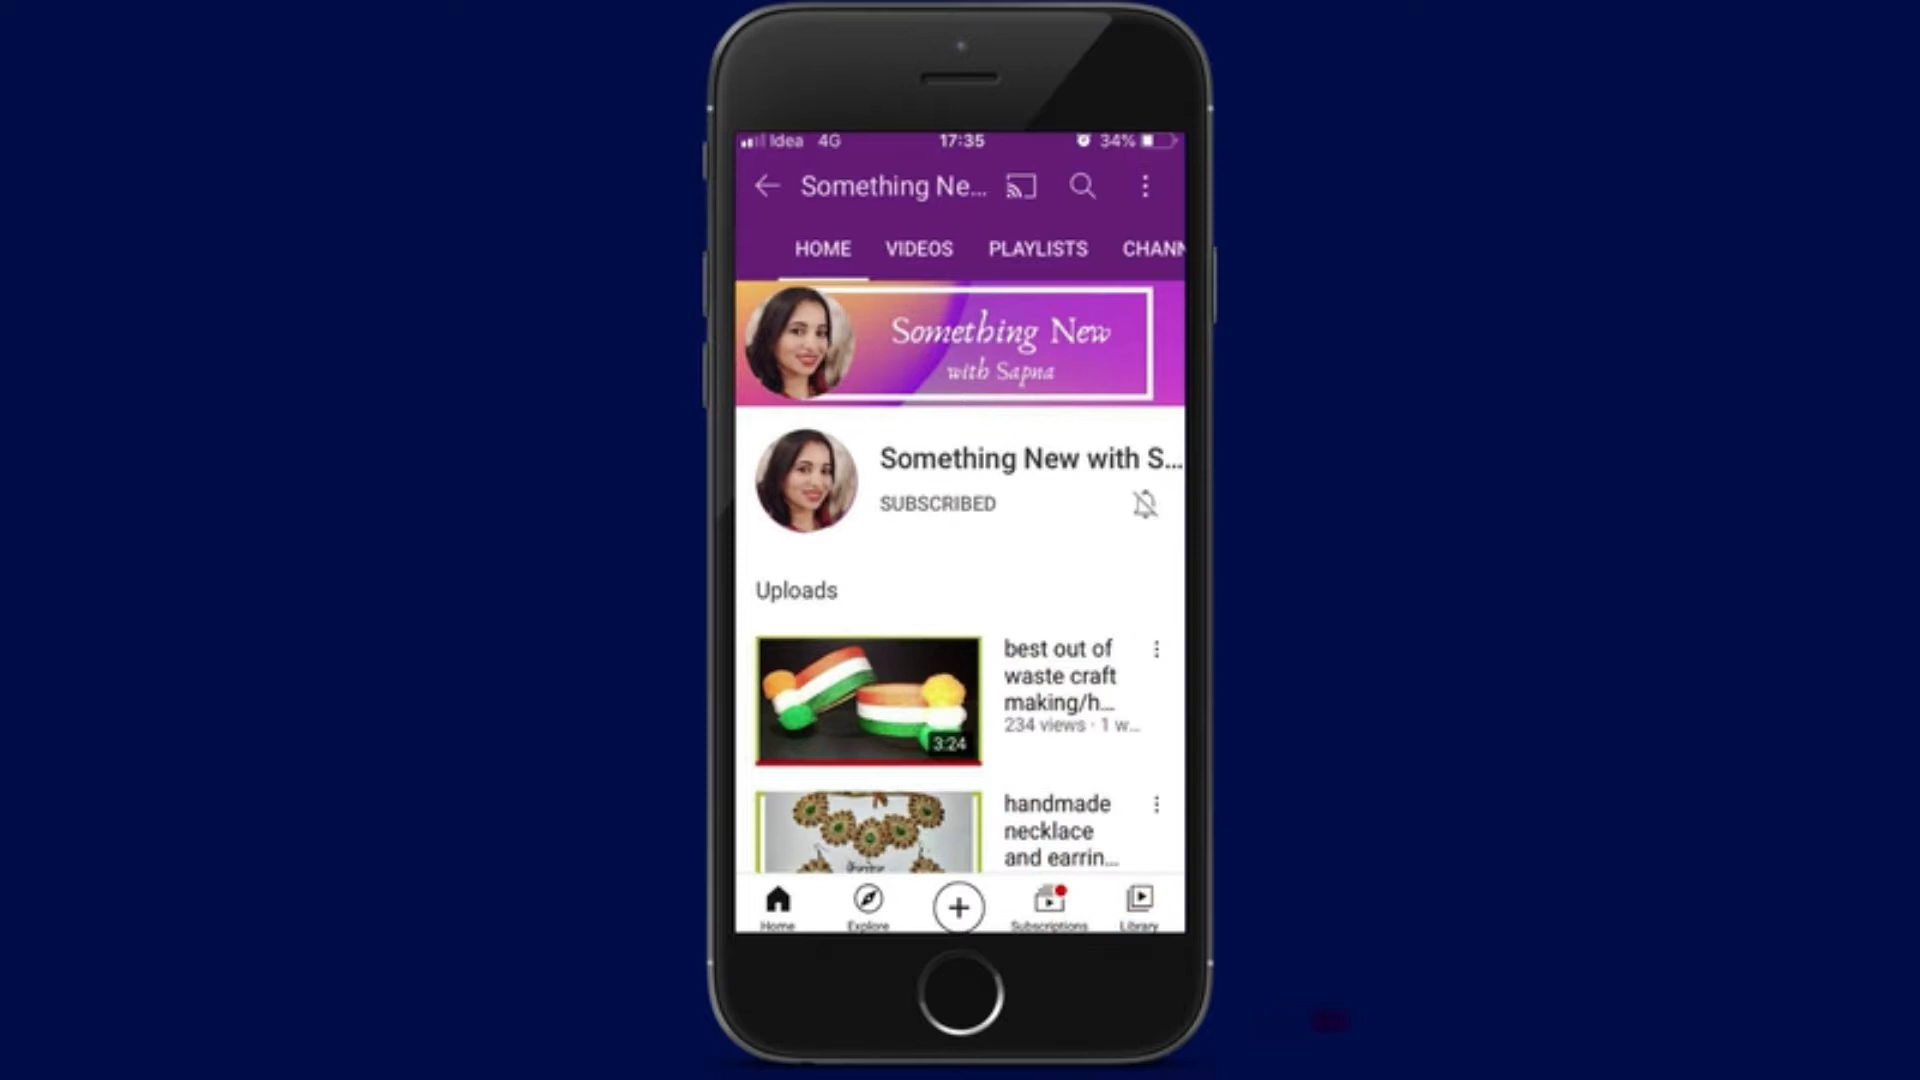 Idea 4G 17:35 34%
Something Ne...
HOME VIDEOS PLAYLISTS CHANN
Something New
with Sapna
Something New with S...
SUBSCRIBED
Uploads
best out of
waste craft
making/h...
234 views · 1 w...
3:24
handmade
necklace
and earrin...
Home Explore Subscriptions Library